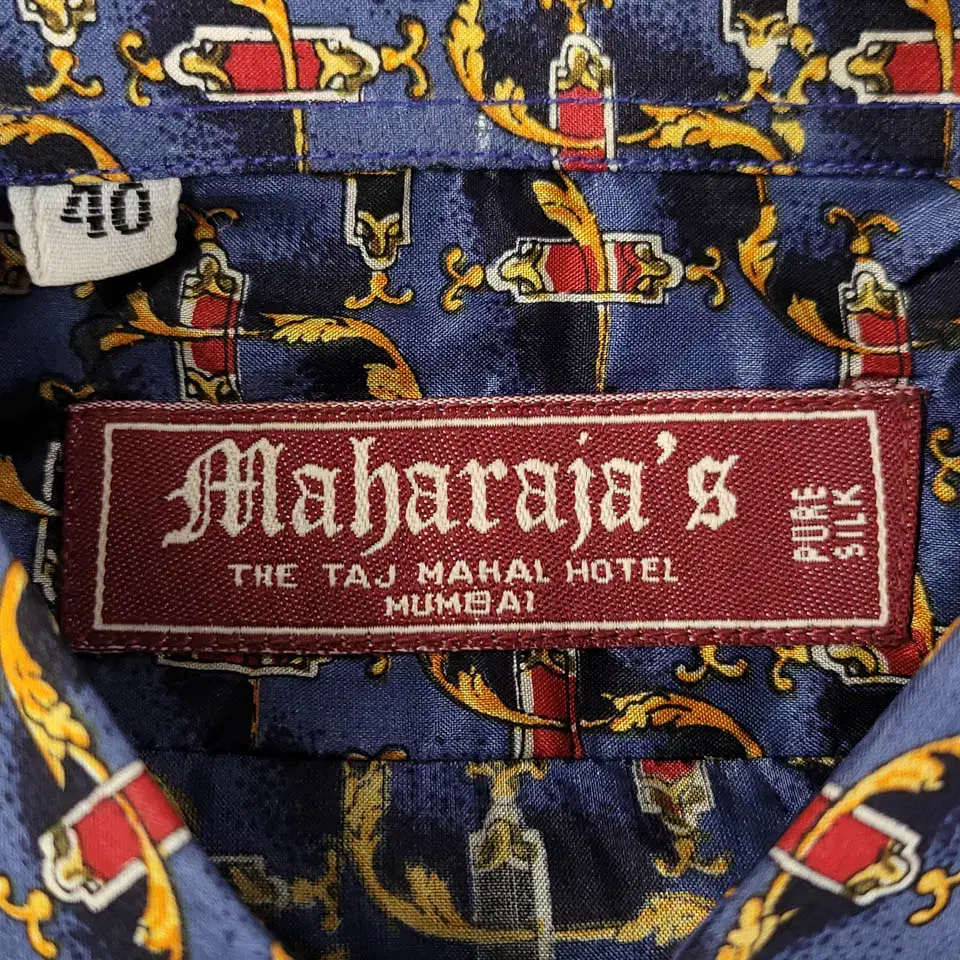 40
Maharaja's
THE TAJ MAHAL HOTEL
MUMBAI
PURE
SILK